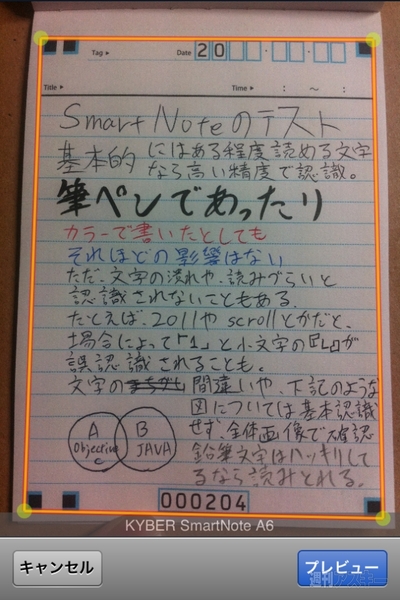 Tag▸ Date 20
Title▸ Time▸ : ～ :
Smart Noteのテスト
基本的 にはある程度読める文字
なら高い精度で認識。
筆ペンであったり
カラーで書いたとしても
それほどの影響はない
ただ、文字の潰れや、読みづらいと
認識されないこともある.
たとえば、2011や scrollとかだと、
場合によって「1」と小文字の『L』が
誤認識されることも。
文字のまちがい 間違いや、下記のような
図については基本認識
せず、全体画像で確認
鉛筆文字はハッキリして
るなら読みとれる。
A
Objective
C
B
JAVA
000204
KYBER SmartNote A6
キャンセル
プレビュー
週刊アスキー